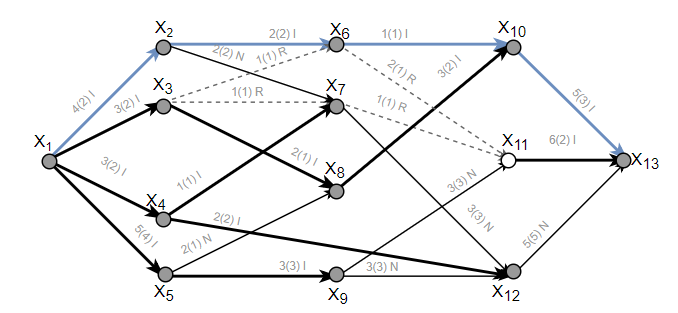 X2
X6
X10
2(2) I
1(1) I
2(2) N
1(1) R
4(2) I
2(1) R
3(2) I
5(3) I
X3
3(2) I
1(1) R
X7
1(1) R
X1
X11
6(2) I
X13
3(2) I
2(1) I
X8
1(1) I
3(3) N
X4
2(2) I
3(3) N
5(4) I
2(1) N
5(5) N
3(3) I
3(3) N
X5
X9
X12